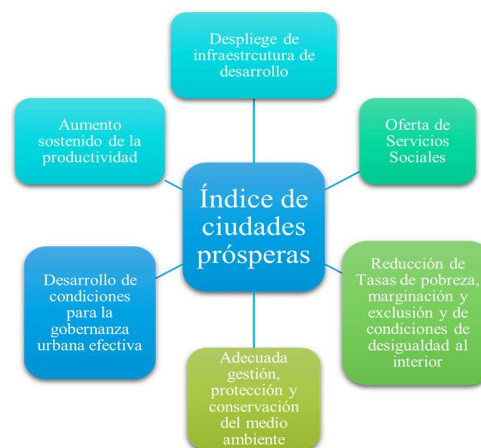 Despliege de
infraestrcutura de
desarrollo
Aumento
sostenido de la
productividad
Oferta de
Servicios
Sociales
Índice de
ciudades
prósperas
Desarrollo de
condiciones
para la
gobernanza
urbana efectiva
Reducción de
Tasas de pobreza,
marginación y
exclusión y de
condiciones de
desigualdad al
interior
Adecuada
gestión,
protección y
conservación
del medio
ambiente